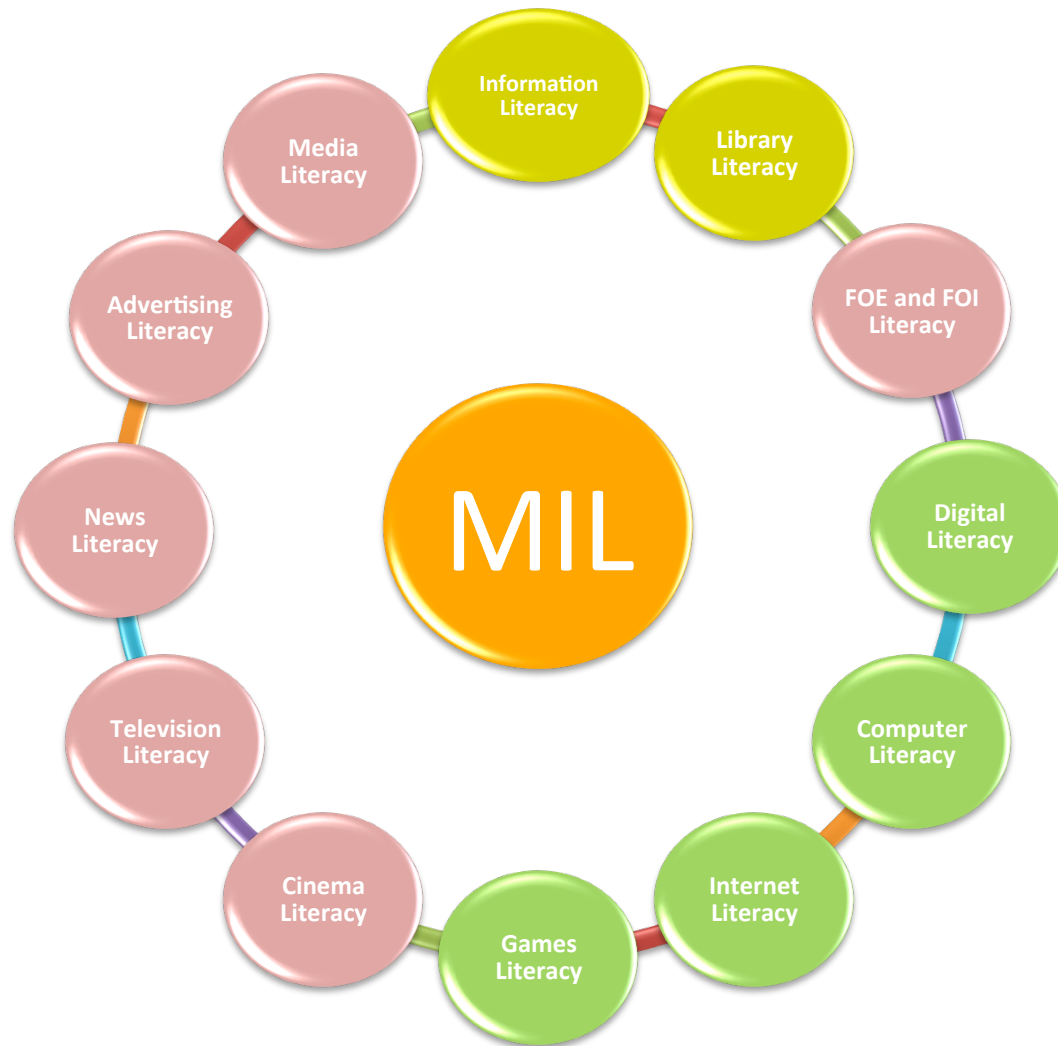 Information
Literacy
Library
Literacy
FOE and FOI
Literacy
Digital
Literacy
Computer
Literacy
Internet
Literacy
Games
Literacy
Cinema
Literacy
Television
Literacy
News
Literacy
Advertising
Literacy
Media
Literacy
MIL